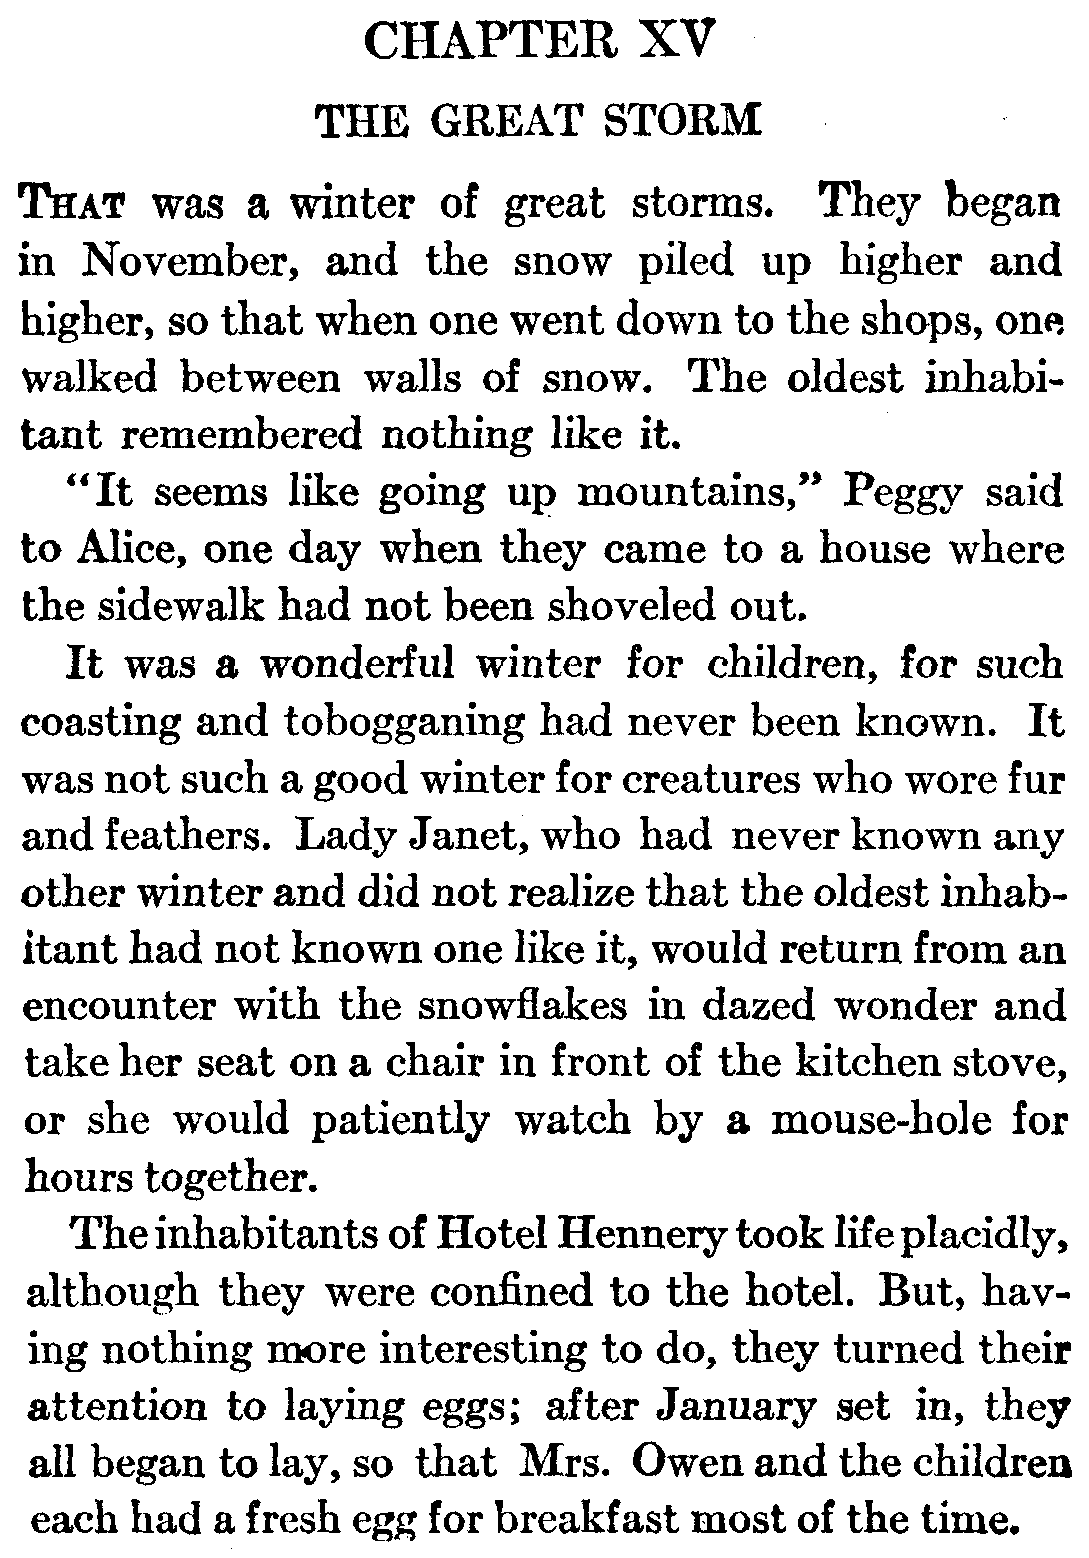 CHAPTER XV
THE GREAT STORM
THAT was a winter of great storms. They began
in November, and the snow piled up higher and
higher, so that when one went down to the shops, one
walked between walls of snow. The oldest inhabi-
tant remembered nothing like it.
"It seems like going up mountains," Peggy said
to Alice, one day when they came to a house where
the sidewalk had not been shoveled out.
It was a wonderful winter for children, for such
coasting and tobogganing had never been known. It
was not such a good winter for creatures who wore fur
and feathers. Lady Janet, who had never known any
other winter and did not realize that the oldest inhab-
itant had not known one like it, would return from an
encounter with the snowflakes in dazed wonder and
take her seat on a chair in front of the kitchen stove,
or she would patiently watch by a mouse-hole for
hours together.
The inhabitants of Hotel Hennery took life placidly,
although they were confined to the hotel. But, hav-
ing nothing more interesting to do, they turned their
attention to laying eggs; after January set in, they
all began to lay, so that Mrs. Owen and the children
each had a fresh egg for breakfast most of the time.